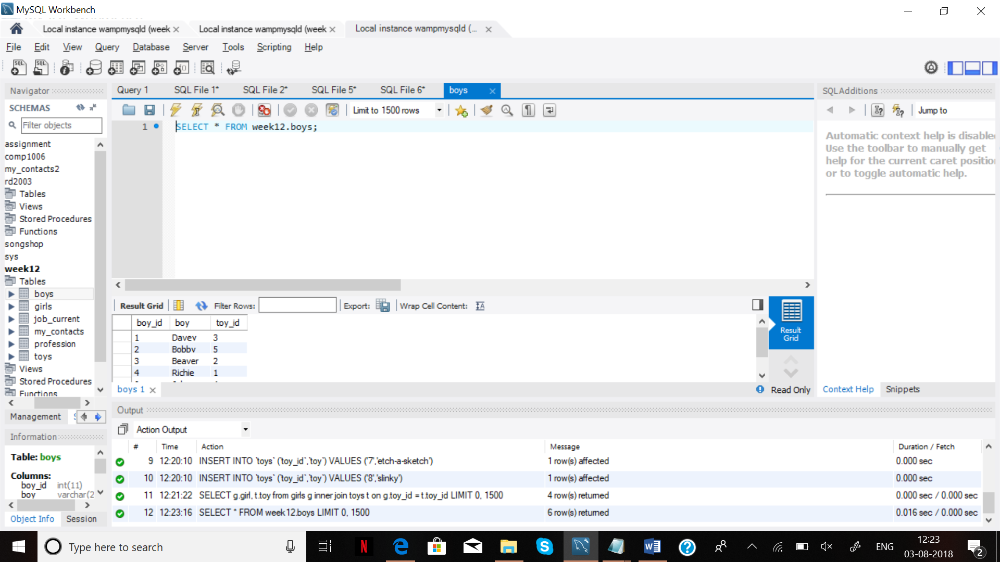 MySQL Workbench
Local instance wampmysqld (week
Local instance wampmysqld (week
Local instance wampmysqld (...
File Edit View Query Database Server Tools Scripting Help
Navigator
SCHEMAS
Filter objects
assignment
comp1006
my_contacts2
rd2003
Tables
Views
Stored Procedures
Functions
songshop
sys
week12
Tables
boys
girls
job_current
my_contacts
profession
toys
Views
Stored Procedures
Functions
Management
Information
Table: boys
Columns:
boy_id int(11)
boy varchar(2
Object Info Session
Query 1 SQL File 1* SQL File 2* SQL File 5* SQL File 6* boys
Limit to 1500 rows
1 SELECT * FROM week12.boys;
Result Grid Filter Rows: Export: Wrap Cell Content:
boy_id boy toy_id
1 Davey 3
2 Bobby 5
3 Beaver 2
4 Richie 1
Result
Grid
boys 1
Read Only
SQLAdditions
Jump to
Automatic context help is disabled
Use the toolbar to manually get
help for the current caret position
or to toggle automatic help.
Context Help Snippets
Output
Action Output
# Time Action Message Duration / Fetch
9 12:20:10 INSERT INTO `toys` (`toy_id`,`toy`) VALUES ('7','etch-a-sketch') 1 row(s) affected 0.000 sec
10 12:20:10 INSERT INTO `toys` (`toy_id`,`toy`) VALUES ('8','slinky') 1 row(s) affected 0.000 sec
11 12:21:22 SELECT g.girl, t.toy from girls g inner join toys t on g.toy_id = t.toy_id LIMIT 0, 1500 4 row(s) returned 0.000 sec / 0.000 sec
12 12:23:16 SELECT * FROM week12.boys LIMIT 0, 1500 6 row(s) returned 0.016 sec / 0.000 sec
Type here to search
ENG
12:23
03-08-2018
2